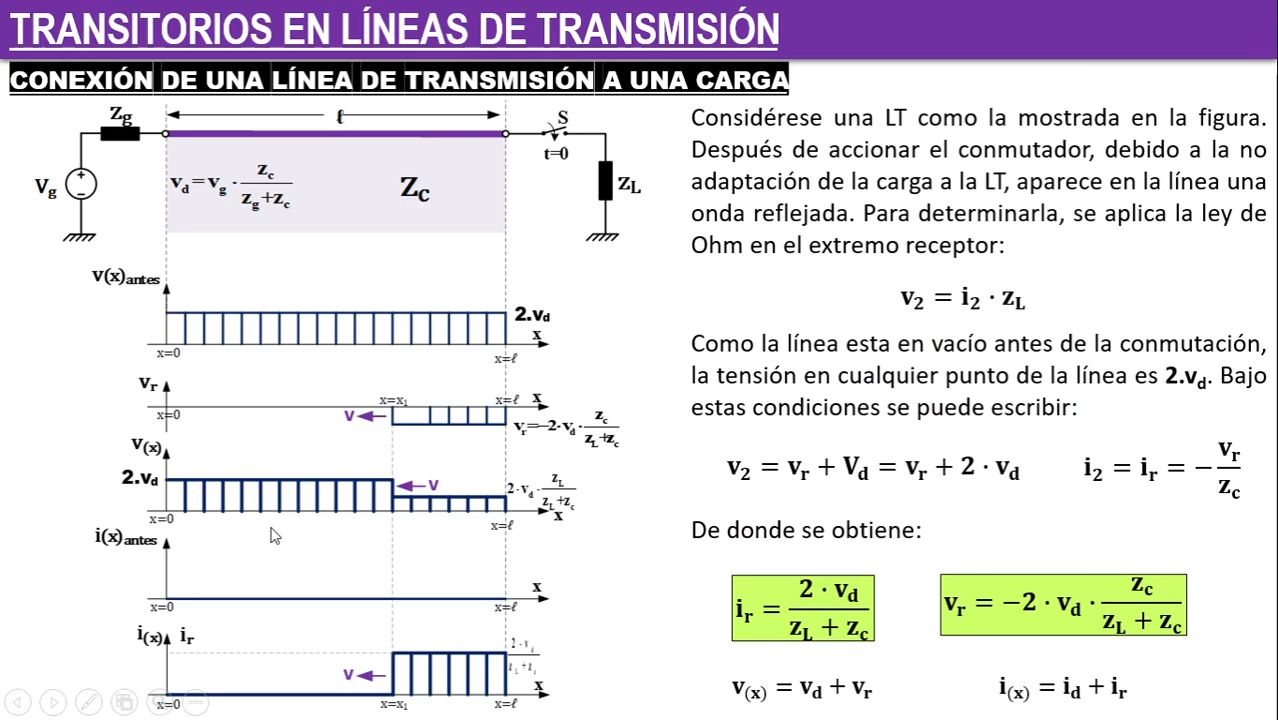 TRANSITORIOS EN LÍNEAS DE TRANSMISIÓN
CONEXIÓN DE UNA LÍNEA DE TRANSMISIÓN A UNA CARGA
Zg
ℓ
S
t=0
Vg
vd=vg·zc/(zg+zc)
Zc
ZL
v(x)antes
2.vd
x
x=0
x=ℓ
vr
x=0
x=x1
x=ℓ
x
v
vr=−2·vd·zc/(zL+zc)
v(x)
2.vd
v
2·vd·zL/(zL+zc)
x
x=0
x=ℓ
i(x)antes
x
x=0
x=ℓ
i(x) ir
2·vd/(zL+zc)
v
x
x=0
x=x1
x=ℓ
Considérese una LT como la mostrada en la figura.
Después de accionar el conmutador, debido a la no
adaptación de la carga a la LT, aparece en la línea una
onda reflejada. Para determinarla, se aplica la ley de
Ohm en el extremo receptor:
v2 = i2 · zL
Como la línea esta en vacío antes de la conmutación,
la tensión en cualquier punto de la línea es 2.vd. Bajo
estas condiciones se puede escribir:
v2 = vr + Vd = vr + 2 · vd
i2 = ir = −vr/zc
De donde se obtiene:
ir = 2 · vd/(zL + zc)
vr = −2 · vd · zc/(zL + zc)
v(x) = vd + vr
i(x) = id + ir